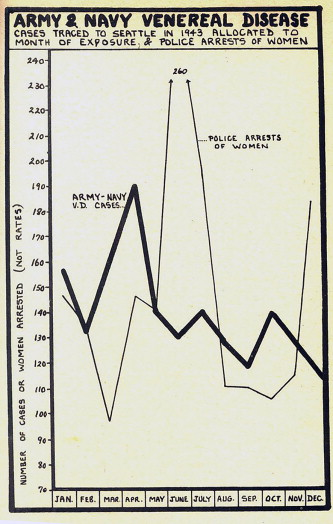 ARMY & NAVY VENEREAL DISEASE
CASES TRACED TO SEATTLE IN 1943 ALLOCATED TO
MONTH OF EXPOSURE, & POLICE ARRESTS OF WOMEN
240
230
220
210
200
190
180
170
160
150
140
130
120
110
100
90
80
70
NUMBER OF CASES OR WOMEN ARRESTED (NOT RATES)
260
POLICE ARRESTS
OF WOMEN
ARMY-NAVY
V.D. CASES
JAN. FEB. MAR. APR. MAY JUNE JULY AUG. SEP. OCT. NOV. DEC.